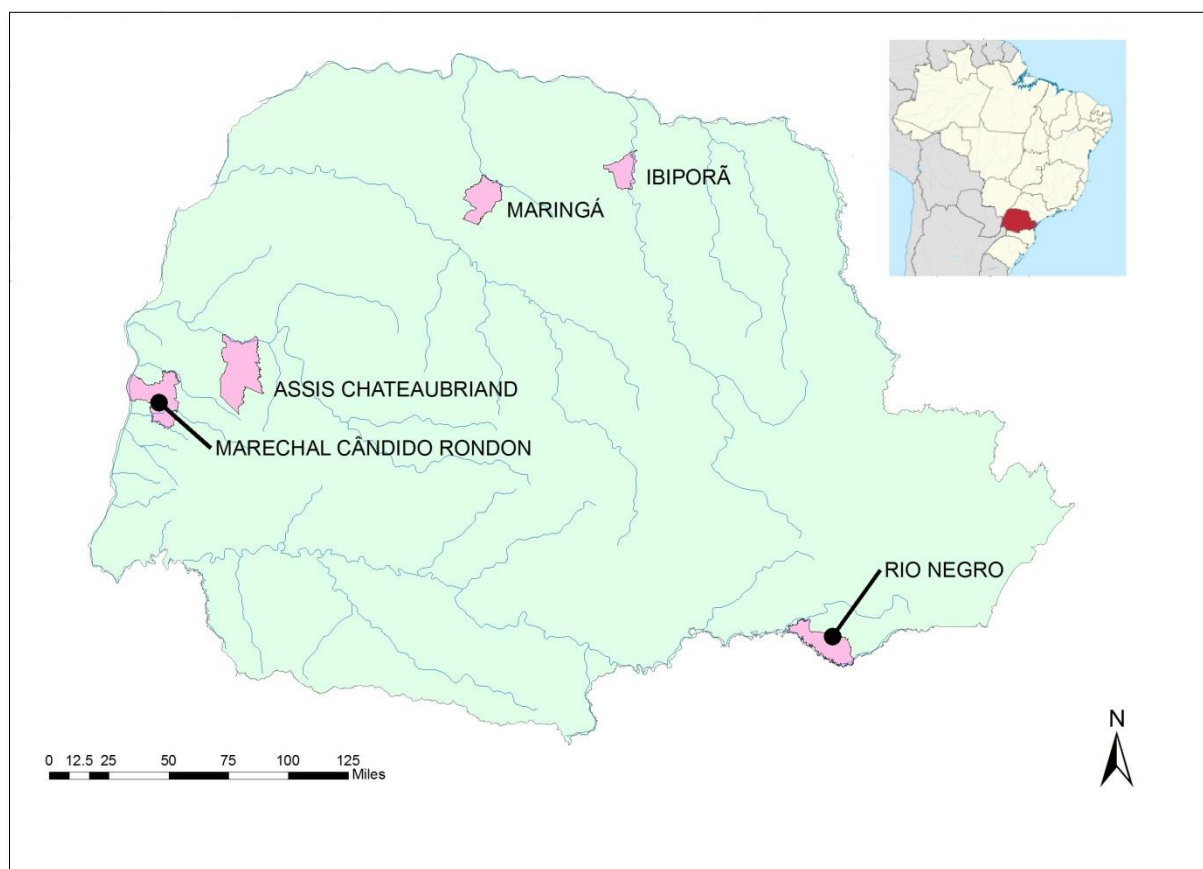 IBIPORÃ
MARINGÁ
ASSIS CHATEAUBRIAND
MARECHAL CÂNDIDO RONDON
RIO NEGRO
N
0 12.5 25 50 75 100 125
Miles